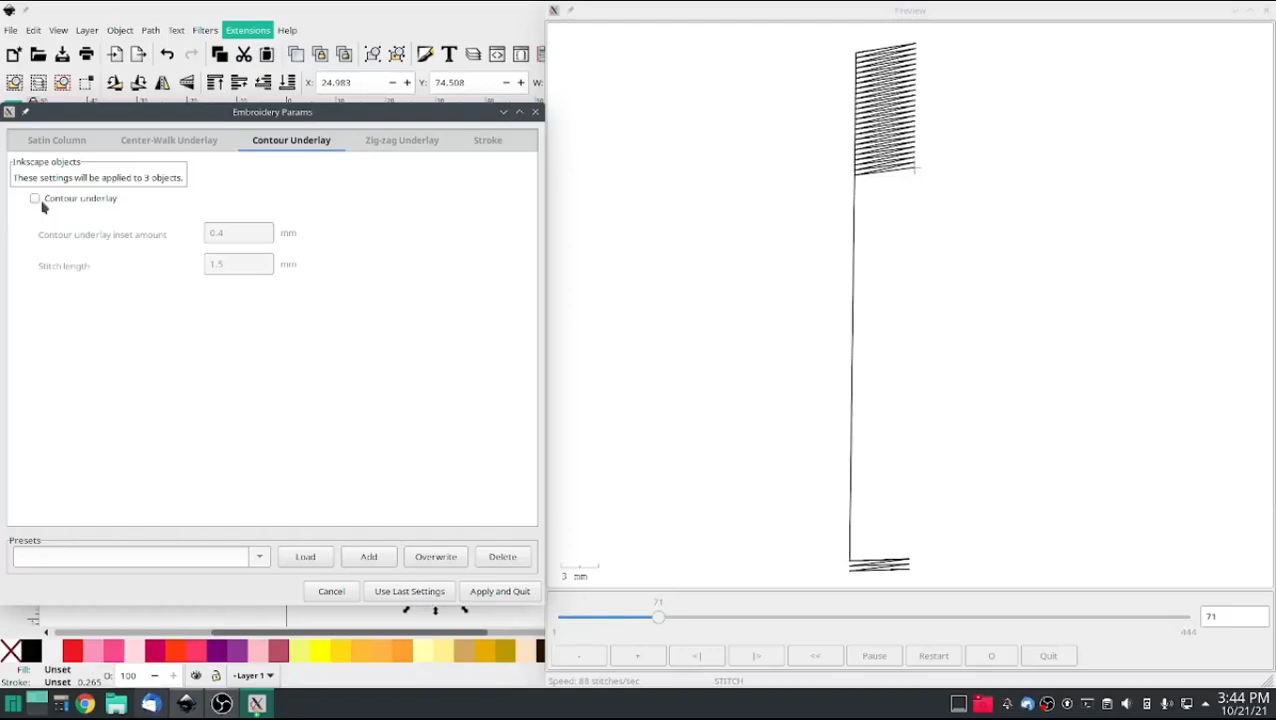 Preview
File Edit View Layer Object Path Text Filters Extensions Help
X: 24.983 − + Y: 74.508 − + W:
Embroidery Params
Satin Column Center-Walk Underlay Contour Underlay Zig-zag Underlay Stroke
Inkscape objects
These settings will be applied to 3 objects.
Contour underlay
Contour underlay inset amount 0.4 mm
Stitch length 1.5 mm
Presets
Load Add Overwrite Delete
Cancel Use Last Settings Apply and Quit
3 mm
71
71
1 444
- + <| |> << Pause Restart O Quit
Speed: 88 stitches/sec STITCH
Fill: Unset
Stroke: Unset 0.265 O: 100 − + -Layer 1
3:44 PM
10/21/21